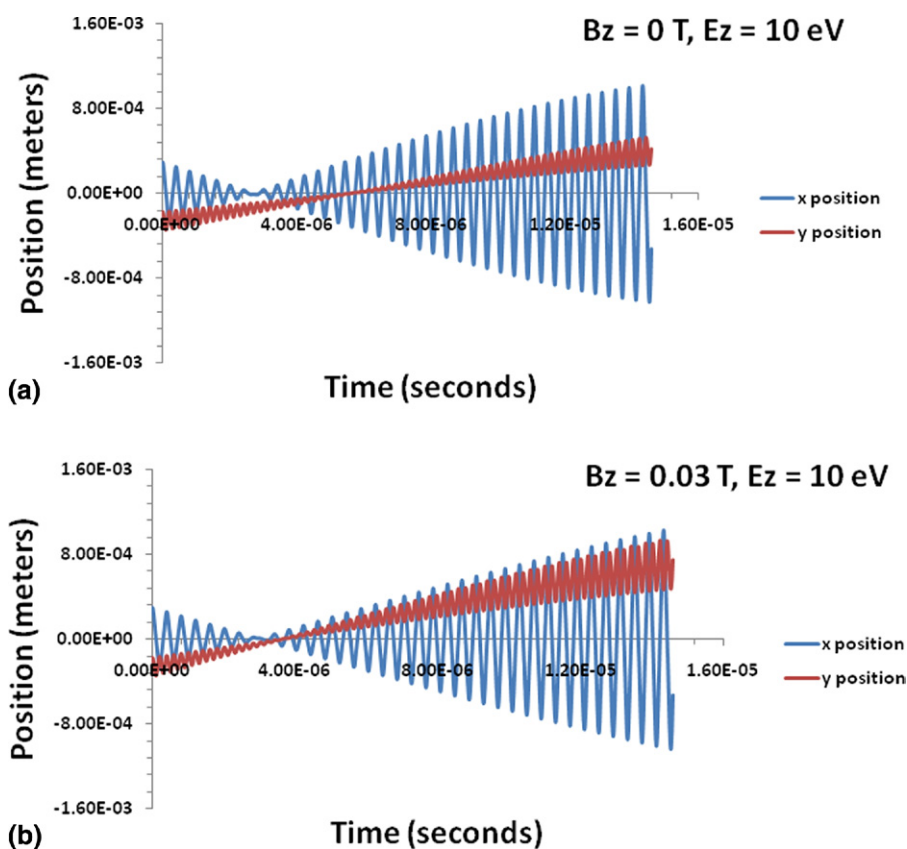 Bz = 0 T, Ez = 10 eV
1.60E-03
8.00E-04
0.00E+00
-8.00E-04
-1.60E-03
0.00E+00 4.00E-06 8.00E-06 1.20E-05 1.60E-05
Position (meters)
Time (seconds)
x position
y position
(a)
Bz = 0.03 T, Ez = 10 eV
1.60E-03
8.00E-04
0.00E+00
-8.00E-04
-1.60E-03
0.00E+00 4.00E-06 8.00E-06 1.20E-05 1.60E-05
Position (meters)
Time (seconds)
x position
y position
(b)